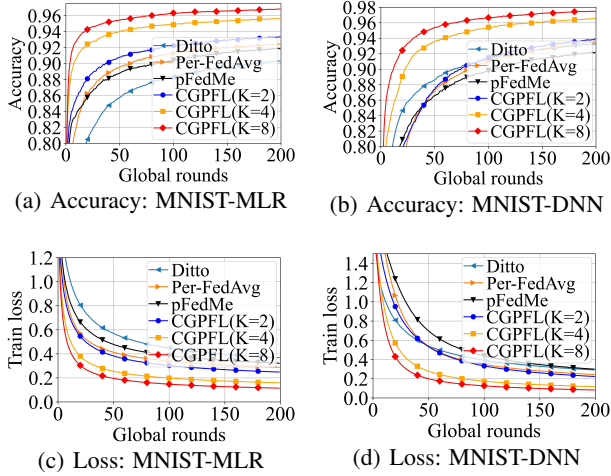 0.96
0.94
0.92
0.90
0.88
0.86
0.84
0.82
0.80
Accuracy
Ditto
Per-FedAvg
pFedMe
CGPFL(K=2)
CGPFL(K=4)
CGPFL(K=8)
0 50 100 150 200
Global rounds
(a) Accuracy: MNIST-MLR
0.98
0.96
0.94
0.92
0.90
0.88
0.86
0.84
0.82
0.80
Accuracy
Ditto
Per-FedAvg
pFedMe
CGPFL(K=2)
CGPFL(K=4)
CGPFL(K=8)
0 50 100 150 200
Global rounds
(b) Accuracy: MNIST-DNN
1.2
1.0
0.8
0.6
0.4
0.2
0.0
Train loss
Ditto
Per-FedAvg
pFedMe
CGPFL(K=2)
CGPFL(K=4)
CGPFL(K=8)
0 50 100 150 200
Global rounds
(c) Loss: MNIST-MLR
1.4
1.2
1.0
0.8
0.6
0.4
0.2
0.0
Train loss
Ditto
Per-FedAvg
pFedMe
CGPFL(K=2)
CGPFL(K=4)
CGPFL(K=8)
0 50 100 150 200
Global rounds
(d) Loss: MNIST-DNN